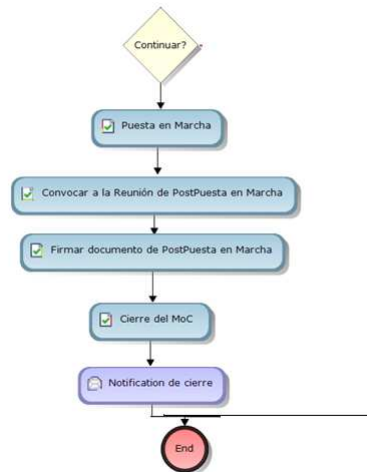 Continuar?
Puesta en Marcha
Convocar a la Reunión de PostPuesta en Marcha
Firmar documento de PostPuesta en Marcha
Cierre del MoC
Notification de cierre
End